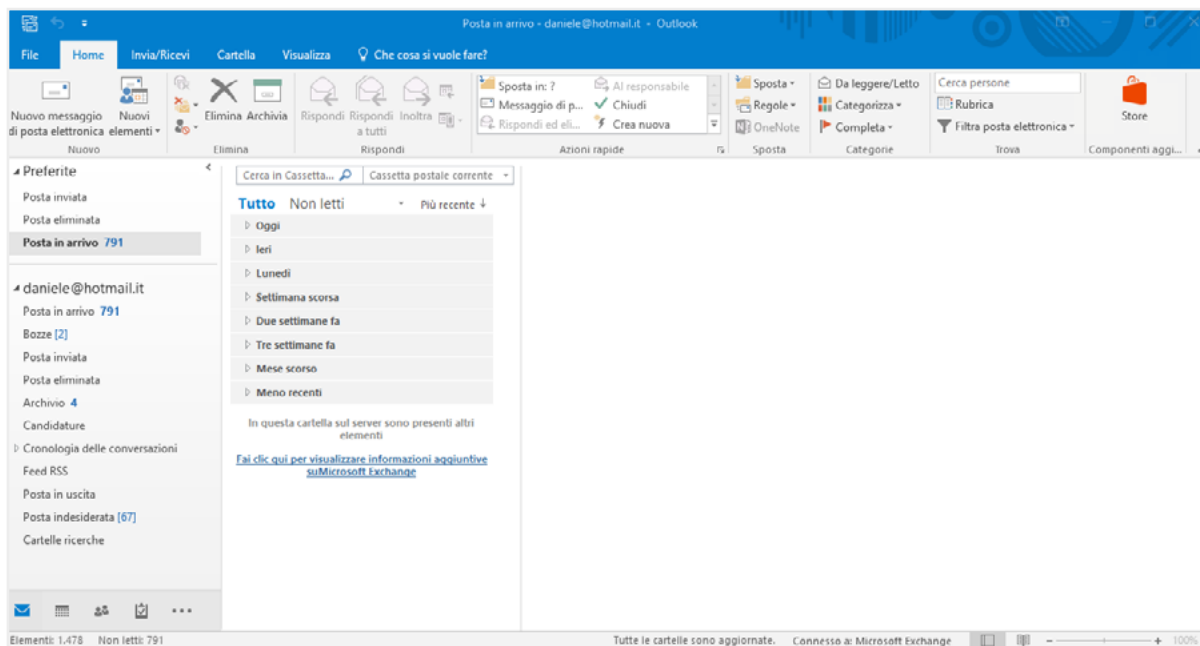 Posta in arrivo - daniele@hotmail.it - Outlook
File Home Invia/Ricevi Cartella Visualizza Che cosa si vuole fare?
Nuovo messaggio
di posta elettronica
Nuovi
elementi
Nuovo
Elimina Archivia
Elimina
Rispondi Rispondi
a tutti
Inoltra
Rispondi
Sposta in: ? Al responsabile
Messaggio di p... Chiudi
Rispondi ed eli... Crea nuova
Azioni rapide
Sposta
Regole
OneNote
Sposta
Da leggere/Letto
Categorizza
Completa
Categorie
Cerca persone
Rubrica
Filtra posta elettronica
Trova
Store
Componenti aggi...
Preferite
Posta inviata
Posta eliminata
Posta in arrivo 791
daniele@hotmail.it
Posta in arrivo 791
Bozze [2]
Posta inviata
Posta eliminata
Archivio 4
Candidature
Cronologia delle conversazioni
Feed RSS
Posta in uscita
Posta indesiderata [67]
Cartelle ricerche
Cerca in Cassetta... Cassetta postale corrente
Tutto Non letti Più recente ↓
Oggi
Ieri
Lunedì
Settimana scorsa
Due settimane fa
Tre settimane fa
Mese scorso
Meno recenti
In questa cartella sul server sono presenti altri
elementi
Fai clic qui per visualizzare informazioni aggiuntive
suMicrosoft Exchange
Elementi: 1.478 Non letti: 791 Tutte le cartelle sono aggiornate. Connesso a: Microsoft Exchange 100%